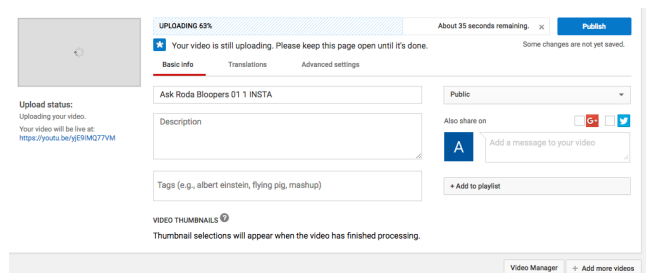 UPLOADING 63%
About 35 seconds remaining.
Publish
Your video is still uploading. Please keep this page open until it's done.
Some changes are not yet saved.
Basic info
Translations
Advanced settings
Upload status:
Uploading your video.
Your video will be live at:
https://youtu.be/yjE9IMQ77VM
Ask Roda Bloopers 01 1 INSTA
Public
Description
Also share on
G+
A
Add a message to your video
Tags (e.g., albert einstein, flying pig, mashup)
+ Add to playlist
VIDEO THUMBNAILS ?
Thumbnail selections will appear when the video has finished processing.
Video Manager
+ Add more videos